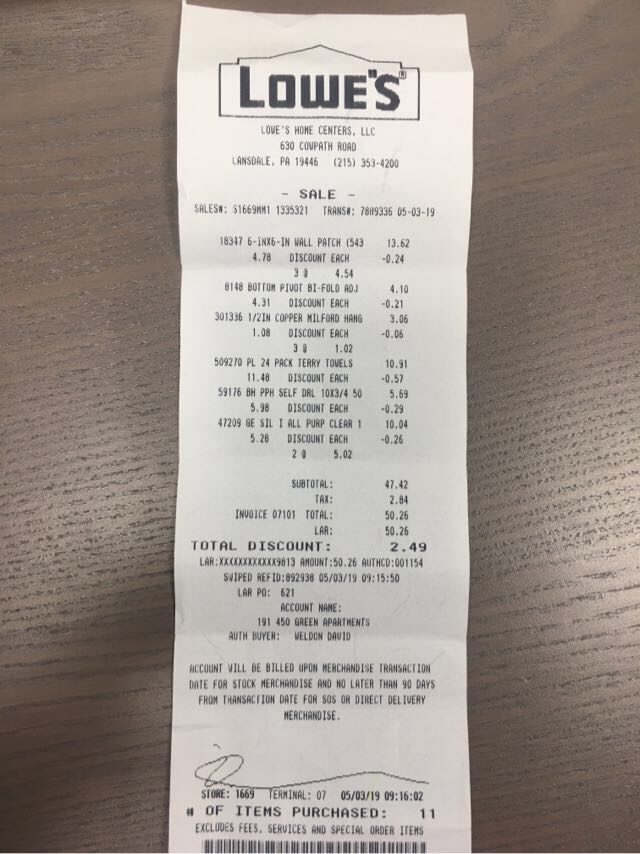 LOWE'S®
LOWE'S HOME CENTERS, LLC
630 COWPATH ROAD
LANSDALE, PA 19446 (215) 353-4200
- SALE -
SALES#: S1669MM1 1335321 TRANS#: 7889336 05-03-19
18347 6-INX6-IN WALL PATCH (543 13.62
4.78 DISCOUNT EACH -0.24
3 @ 4.54
8148 BOTTOM PIVOT BI-FOLD ADJ 4.10
4.31 DISCOUNT EACH -0.21
301336 1/2IN COPPER MILFORD HANG 3.06
1.08 DISCOUNT EACH -0.06
3 @ 1.02
509270 PL 24 PACK TERRY TOWELS 10.91
11.48 DISCOUNT EACH -0.57
59176 BH PPH SELF DRL 10X3/4 50 5.69
5.98 DISCOUNT EACH -0.29
47209 GE SIL I ALL PURP CLEAR 1 10.04
5.28 DISCOUNT EACH -0.26
2 @ 5.02
SUBTOTAL: 47.42
TAX: 2.84
INVOICE 07101 TOTAL: 50.26
LAR: 50.26
TOTAL DISCOUNT: 2.49
LAR:XXXXXXXXXXXX9813 AMOUNT:50.26 AUTHCD:001154
SWIPED REFID:892938 05/03/19 09:15:50
LAR PO: 621
ACCOUNT NAME:
191 450 GREEN APARTMENTS
AUTH BUYER: WELDON DAVID
ACCOUNT WILL BE BILLED UPON MERCHANDISE TRANSACTION
DATE FOR STOCK MERCHANDISE AND NO LATER THAN 90 DAYS
FROM TRANSACTION DATE FOR SOS OR DIRECT DELIVERY
MERCHANDISE.
STORE: 1669 TERMINAL: 07 05/03/19 09:16:02
# OF ITEMS PURCHASED: 11
EXCLUDES FEES, SERVICES AND SPECIAL ORDER ITEMS